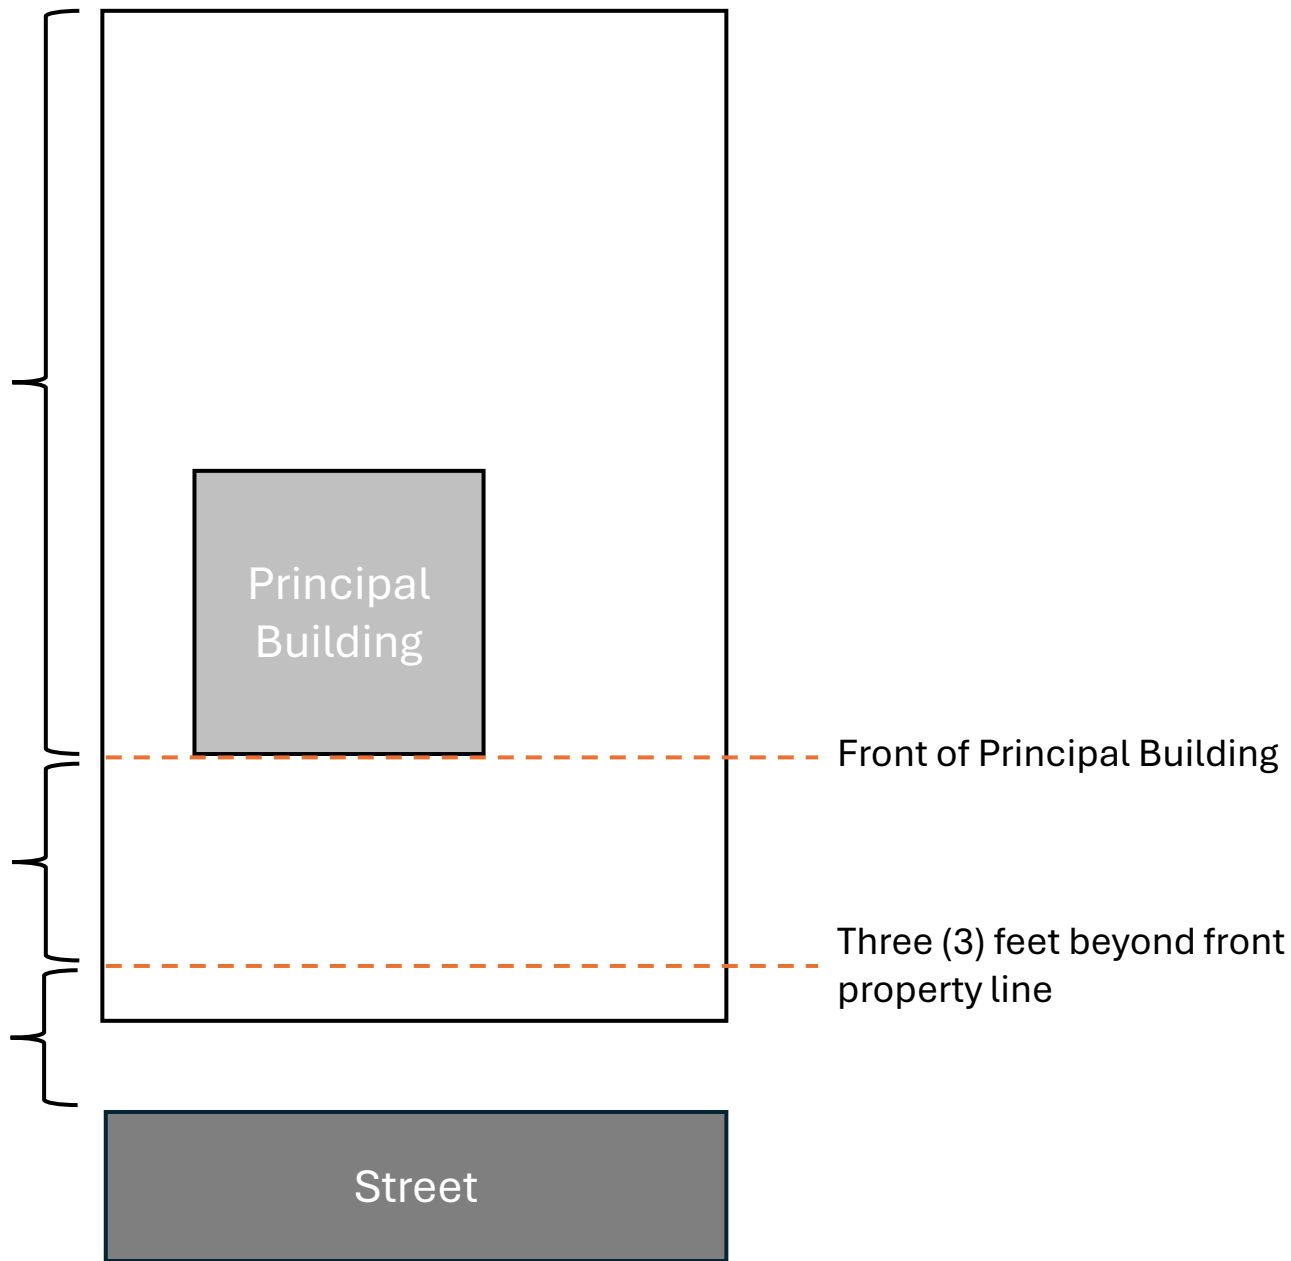 Principal
Building
Front of Principal Building
Three (3) feet beyond front
property line
Street